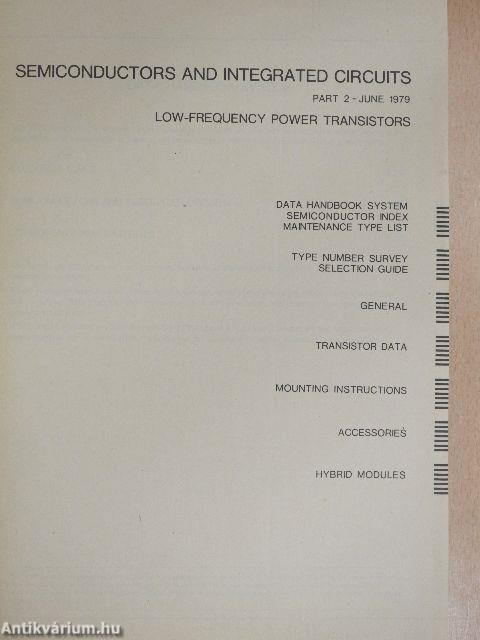 SEMICONDUCTORS AND INTEGRATED CIRCUITS
PART 2 - JUNE 1979
LOW-FREQUENCY POWER TRANSISTORS
DATA HANDBOOK SYSTEM
SEMICONDUCTOR INDEX
MAINTENANCE TYPE LIST
TYPE NUMBER SURVEY
SELECTION GUIDE
GENERAL
TRANSISTOR DATA
MOUNTING INSTRUCTIONS
ACCESSORIES
HYBRID MODULES
Antikvárium.hu